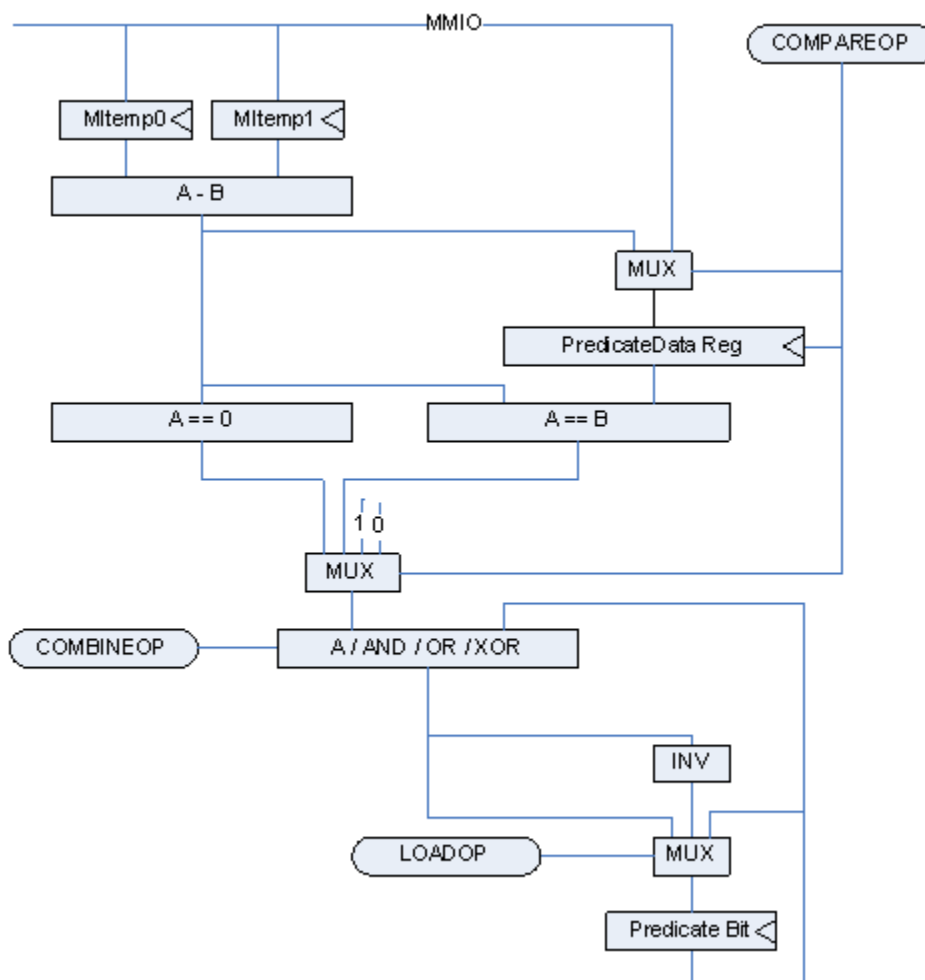 MMIO
COMPAREOP
MItemp0
MItemp1
A - B
MUX
PredicateData Reg
A == 0
A == B
1 0
MUX
COMBINEOP
A / AND / OR / XOR
INV
LOADOP
MUX
Predicate Bit